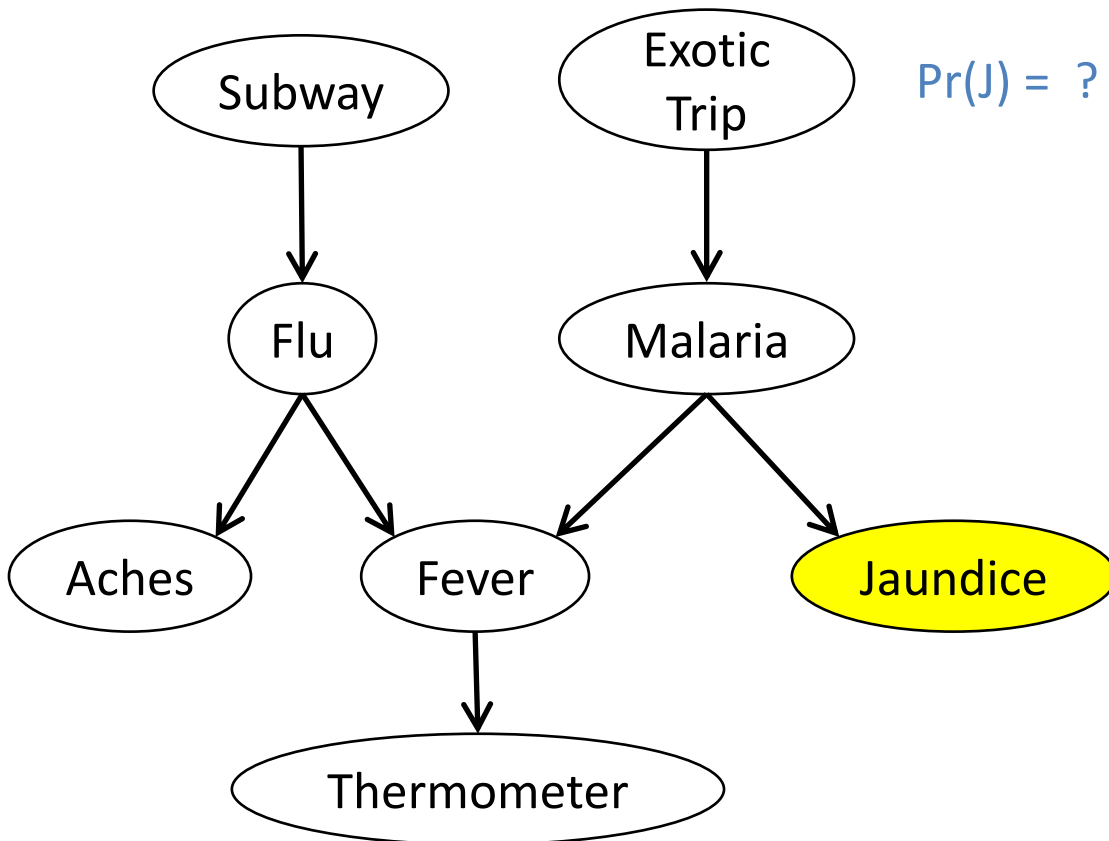 Subway
Exotic
Trip
Pr(J) = ?
Flu
Malaria
Aches
Fever
Jaundice
Thermometer